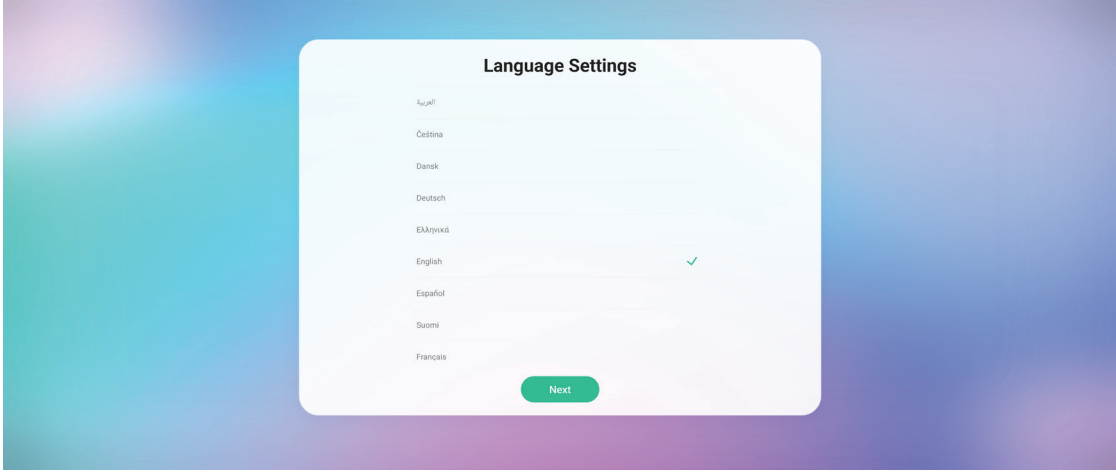 Language Settings
العربية
Čeština
Dansk
Deutsch
Ελληνικά
English
Español
Suomi
Français
Next